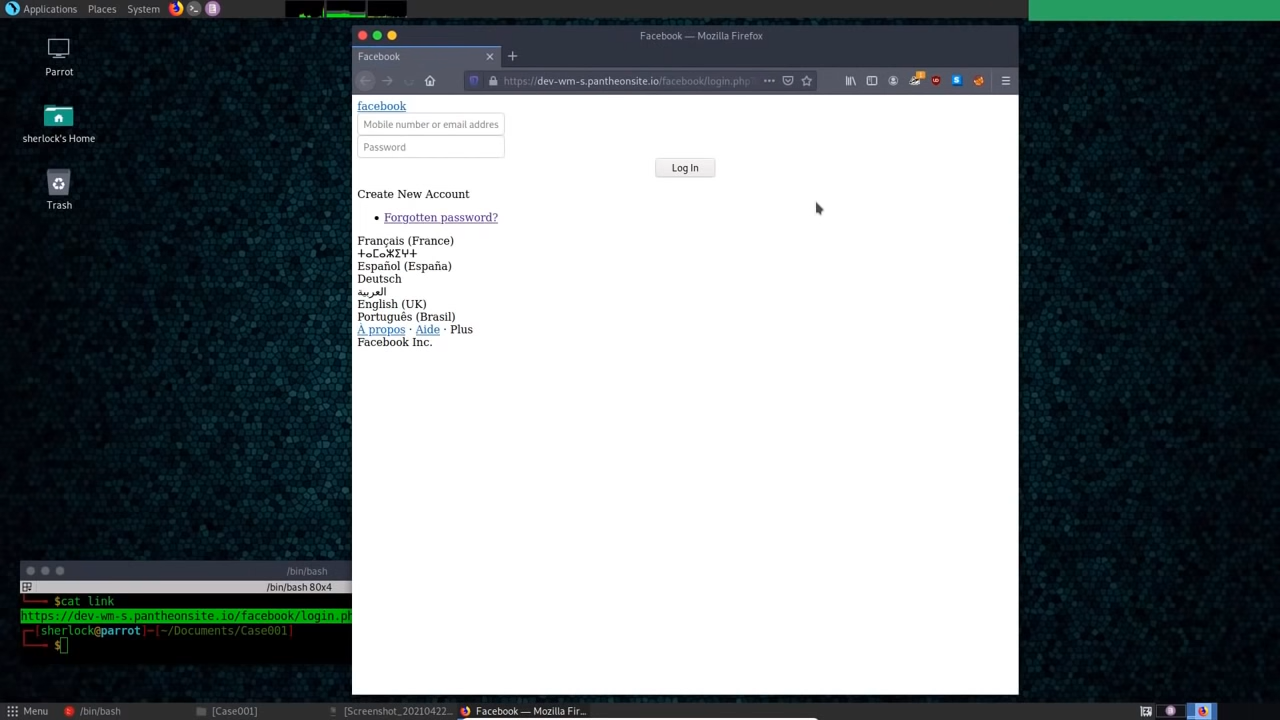 Applications Places System
Facebook — Mozilla Firefox
Parrot
Facebook
https://dev-wm-s.pantheonsite.io/facebook/login.php
facebook
Mobile number or email addres
sherlock's Home
Password
Log In
Create New Account
Trash
Forgotten password?
Français (France)
ⵜⴰⵎⴰⵣⵉⵖⵜ
Español (España)
Deutsch
العربية
English (UK)
Português (Brasil)
À propos · Aide · Plus
Facebook Inc.
/bin/bash
/bin/bash 80x4
$cat link
https://dev-wm-s.pantheonsite.io/facebook/login.ph
[sherlock@parrot]─[~/Documents/Case001]
$
Menu /bin/bash [Case001] [Screenshot_20210422... Facebook — Mozilla Fir...